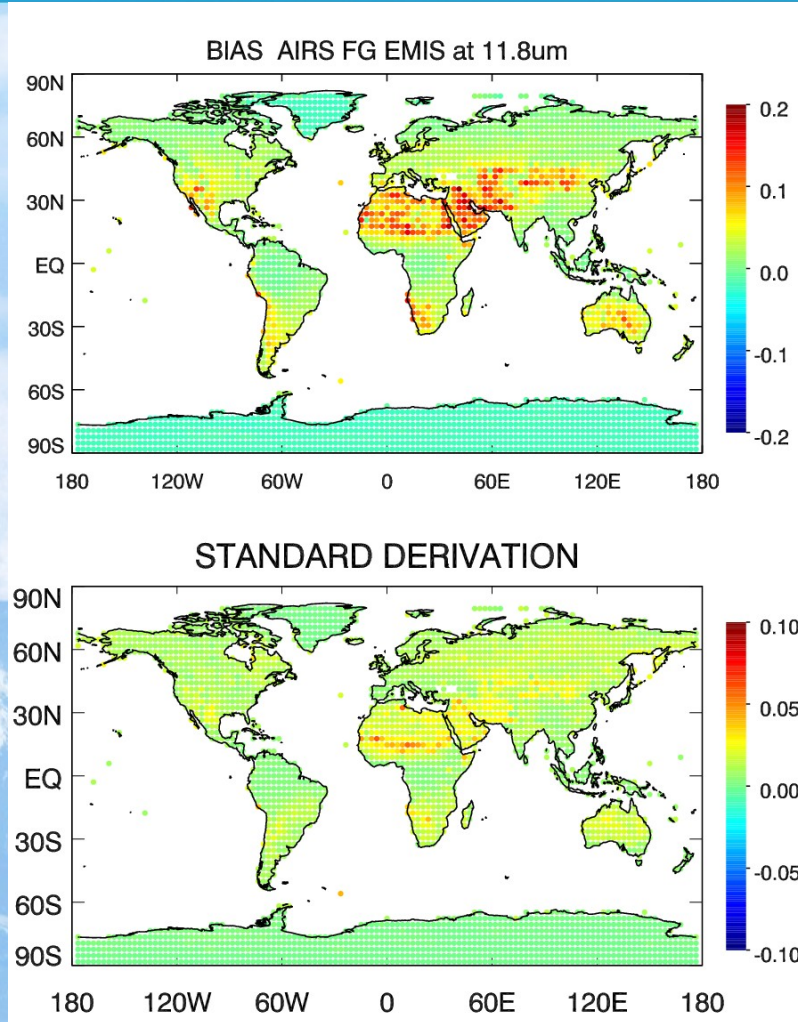 BIAS AIRS FG EMIS at 11.8um
90N
60N
30N
EQ
30S
60S
90S
180 120W 60W 0 60E 120E 180
0.2
0.1
0.0
-0.1
-0.2
STANDARD DERIVATION
90N
60N
30N
EQ
30S
60S
90S
180 120W 60W 0 60E 120E 180
0.10
0.05
0.00
-0.05
-0.10